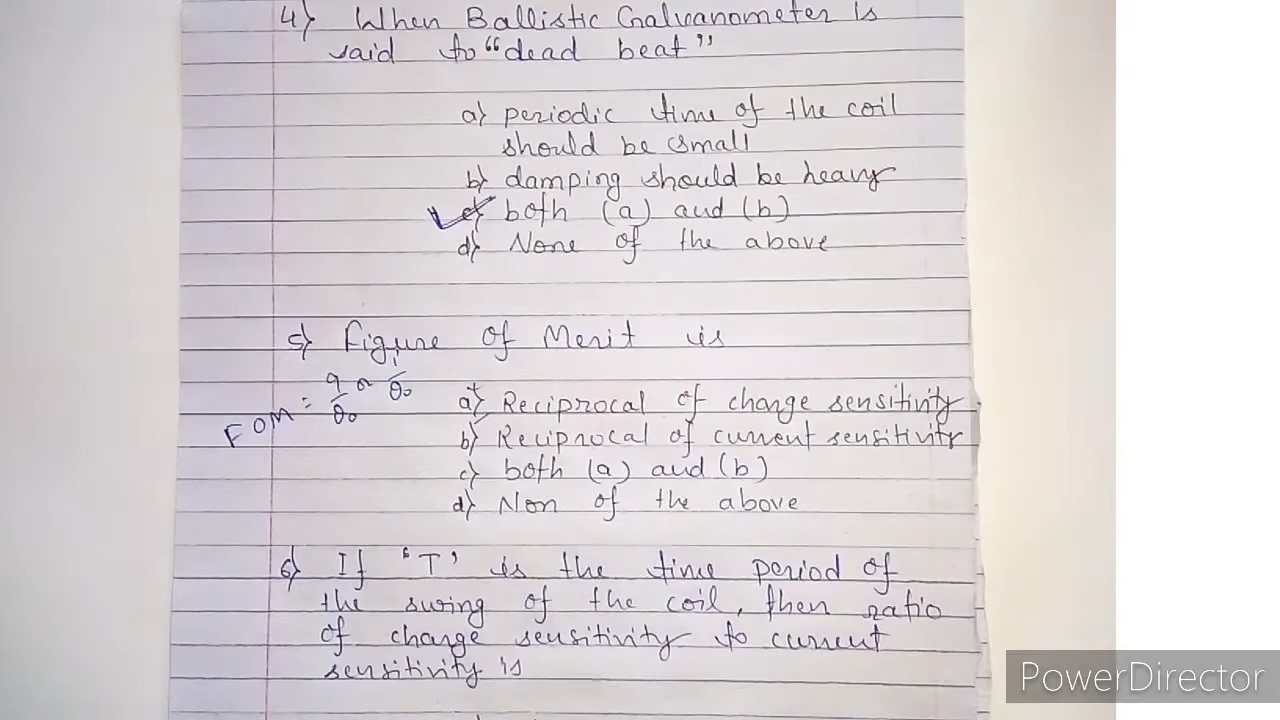 4) When Ballistic Galvanometer is
said to "dead beat"
a) periodic time of the coil
should be small
b) damping should be heavy
c) both (a) and (b)
d) None of the above
5) Figure of Merit is
FOM = q/θ₀ or i/θ₀
a) Reciprocal of charge sensitivity
b) Reciprocal of current sensitivity
c) both (a) and (b)
d) Non of the above
6) If 'T' is the time period of
the swing of the coil, then ratio
of charge sensitivity to current
sensitivity is
PowerDirector